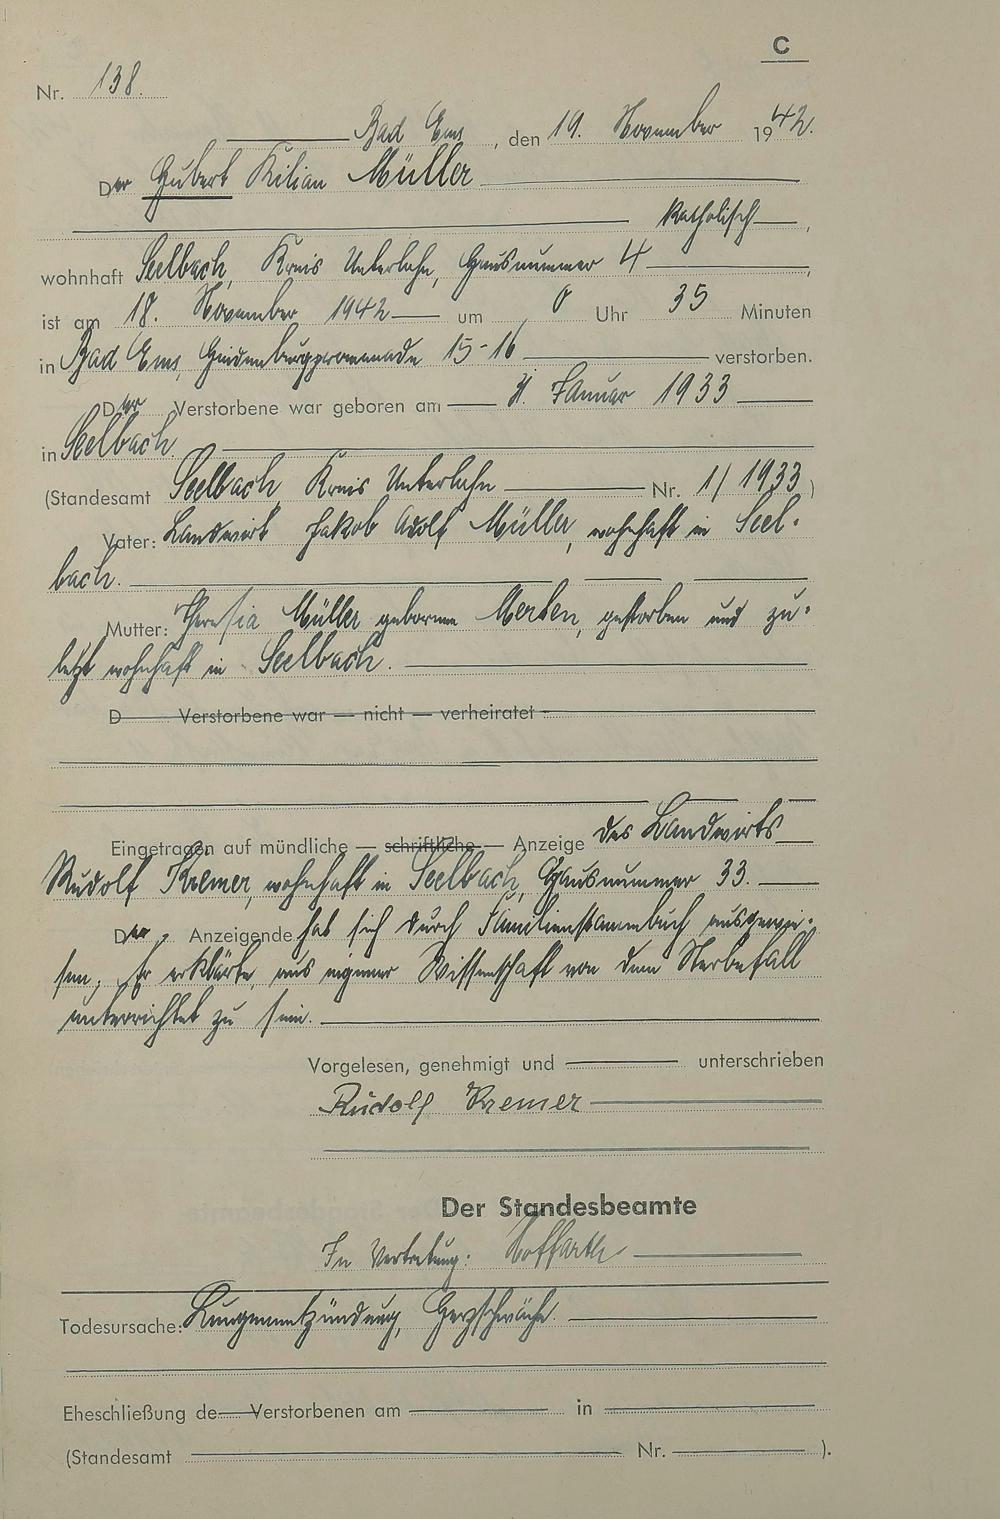 C
Nr. 138.
Bad Ems, den 19. November 1942.
Der Hubert Kilian Müller
katholisch,
wohnhaft Seelbach, Kreis Unterlahn, Hausnummer 4,
ist am 18. November 1942 um 0 Uhr 35 Minuten
in Bad Ems, Hindenburgpromenade 15-16 verstorben.
Der Verstorbene war geboren am Januar 1933
in Seelbach.
(Standesamt Seelbach, Kreis Unterlahn Nr. 1/1933)
Vater: Landwirt Jakob Adolf Müller, wohnhaft in Seel-
bach.
Mutter: Theresia Müller geborene Merten, gestorben und zu-
letzt wohnhaft in Seelbach.
D Verstorbene war — nicht — verheiratet
Eingetragen auf mündliche — schriftliche — Anzeige des Landwirts
Rudolf Kremer, wohnhaft in Seelbach, Hausnummer 33.
Der Anzeigende hat sich durch Familienstammbuch ausgewie-
sen, Er erklärte, aus eigener Wissenschaft von dem Sterbefall
unterrichtet zu sein.
Vorgelesen, genehmigt und unterschrieben
Rudolf Kremer
Der Standesbeamte
In Vertretung: Hoffarth
Todesursache: Lungenentzündung, Herzschwäche.
Eheschließung de Verstorbenen am in
(Standesamt Nr. ).